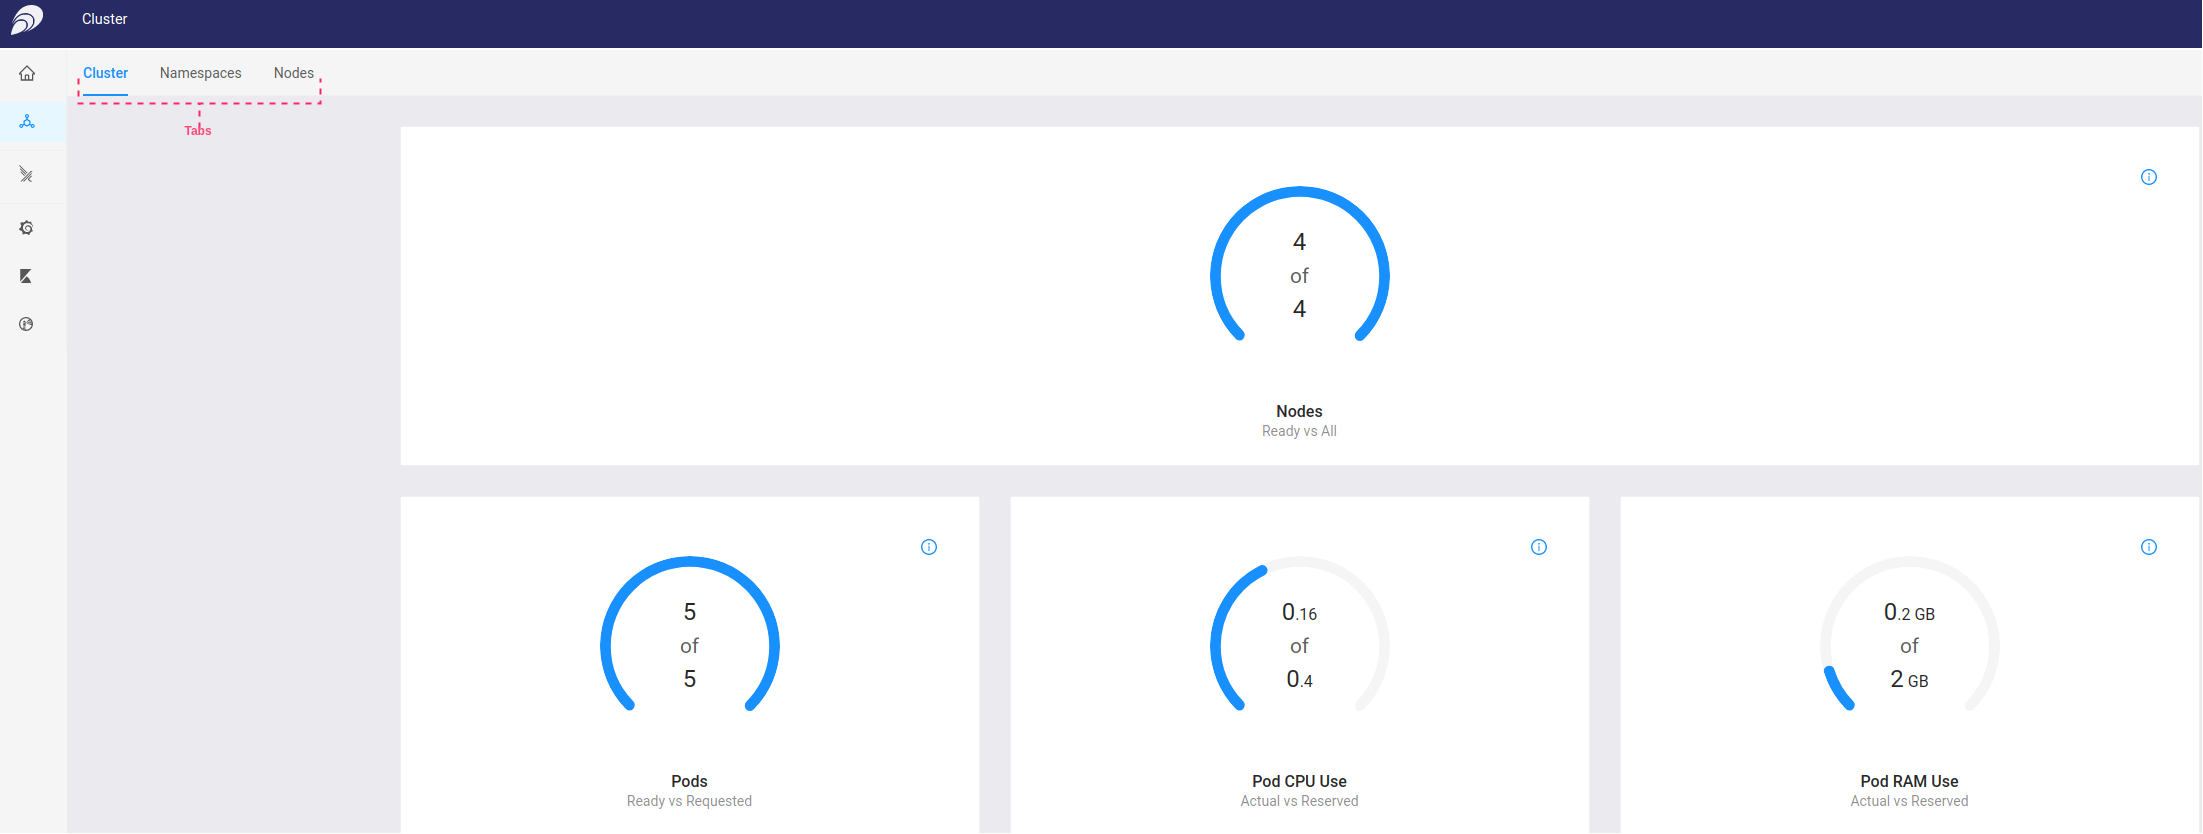 Cluster
Cluster Namespaces Nodes
Tabs
4
of
4
Nodes
Ready vs All
5
of
5
Pods
Ready vs Requested
0.16
of
0.4
Pod CPU Use
Actual vs Reserved
0.2 GB
of
2 GB
Pod RAM Use
Actual vs Reserved